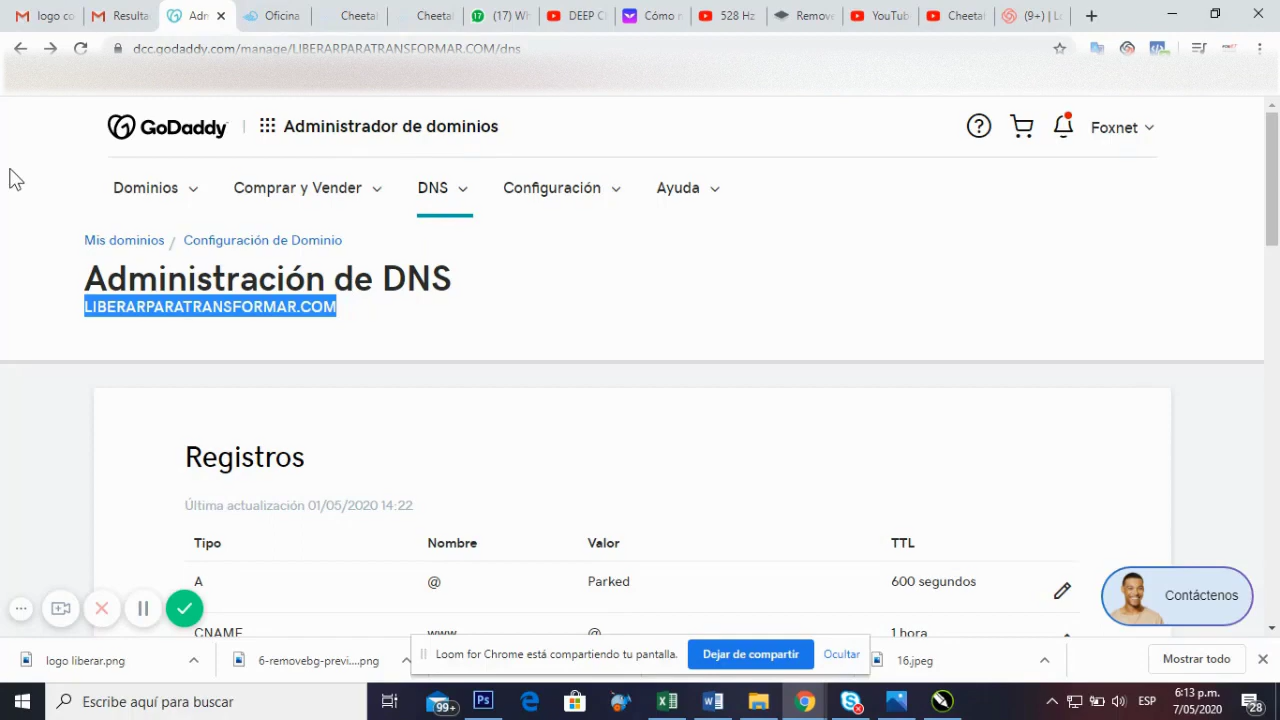 logo co
Resulta
Adm
Oficina
Cheetal
Cheetal
(17) Wh
DEEP C
Cómo n
528 Hz
Remove
YouTub
Cheetal
(9+) | L
dcc.godaddy.com/manage/LIBERARPARATRANSFORMAR.COM/dns
GoDaddy
Administrador de dominios
Foxnet
Dominios
Comprar y Vender
DNS
Configuración
Ayuda
Mis dominios / Configuración de Dominio
Administración de DNS
LIBERARPARATRANSFORMAR.COM
Registros
Última actualización 01/05/2020 14:22
Tipo Nombre Valor TTL
A @ Parked 600 segundos
CNAME www @ 1 hora
Contáctenos
logo liberar.png
6-removebg-previ....png
Loom for Chrome está compartiendo tu pantalla.
Dejar de compartir
Ocultar
16.jpeg
Mostrar todo
Escribe aquí para buscar
99+
ESP
6:13 p.m.
7/05/2020
28